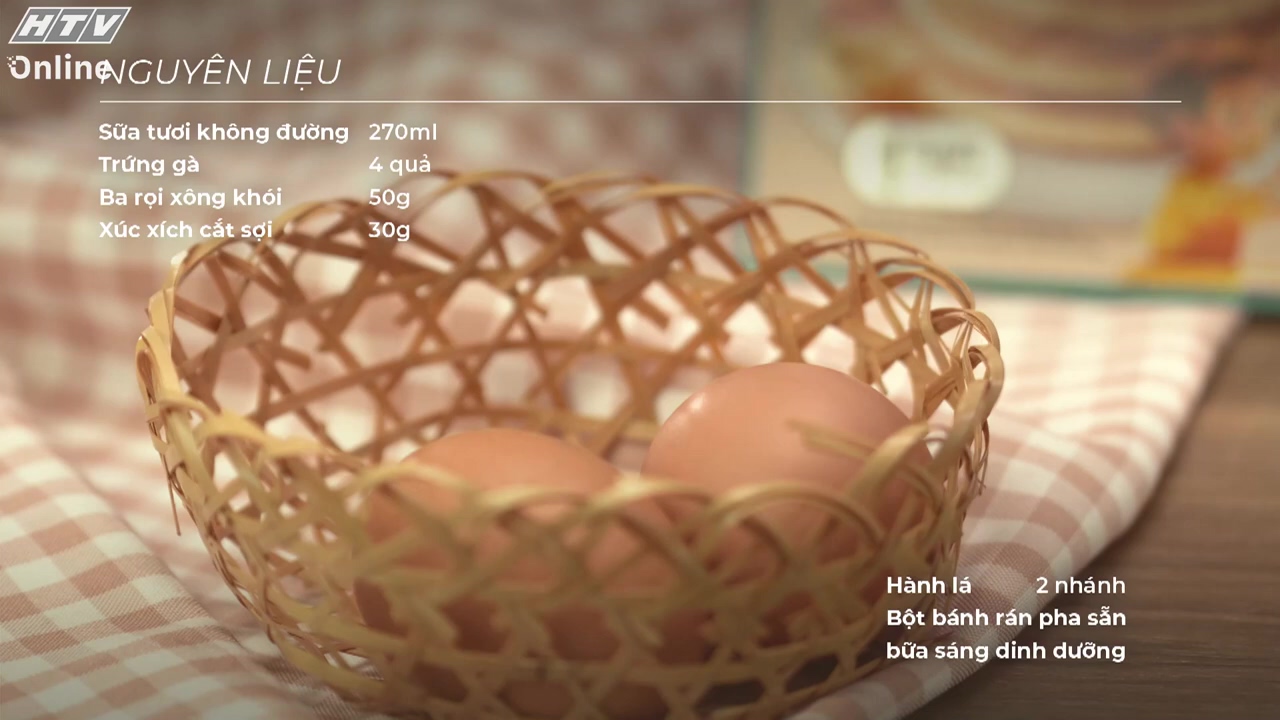 HTV
Online
NGUYÊN LIỆU
Sữa tươi không đường 270ml
Trứng gà 4 quả
Ba rọi xông khói 50g
Xúc xích cắt sợi 30g
Hành lá 2 nhánh
Bột bánh rán pha sẵn
bữa sáng dinh dưỡng